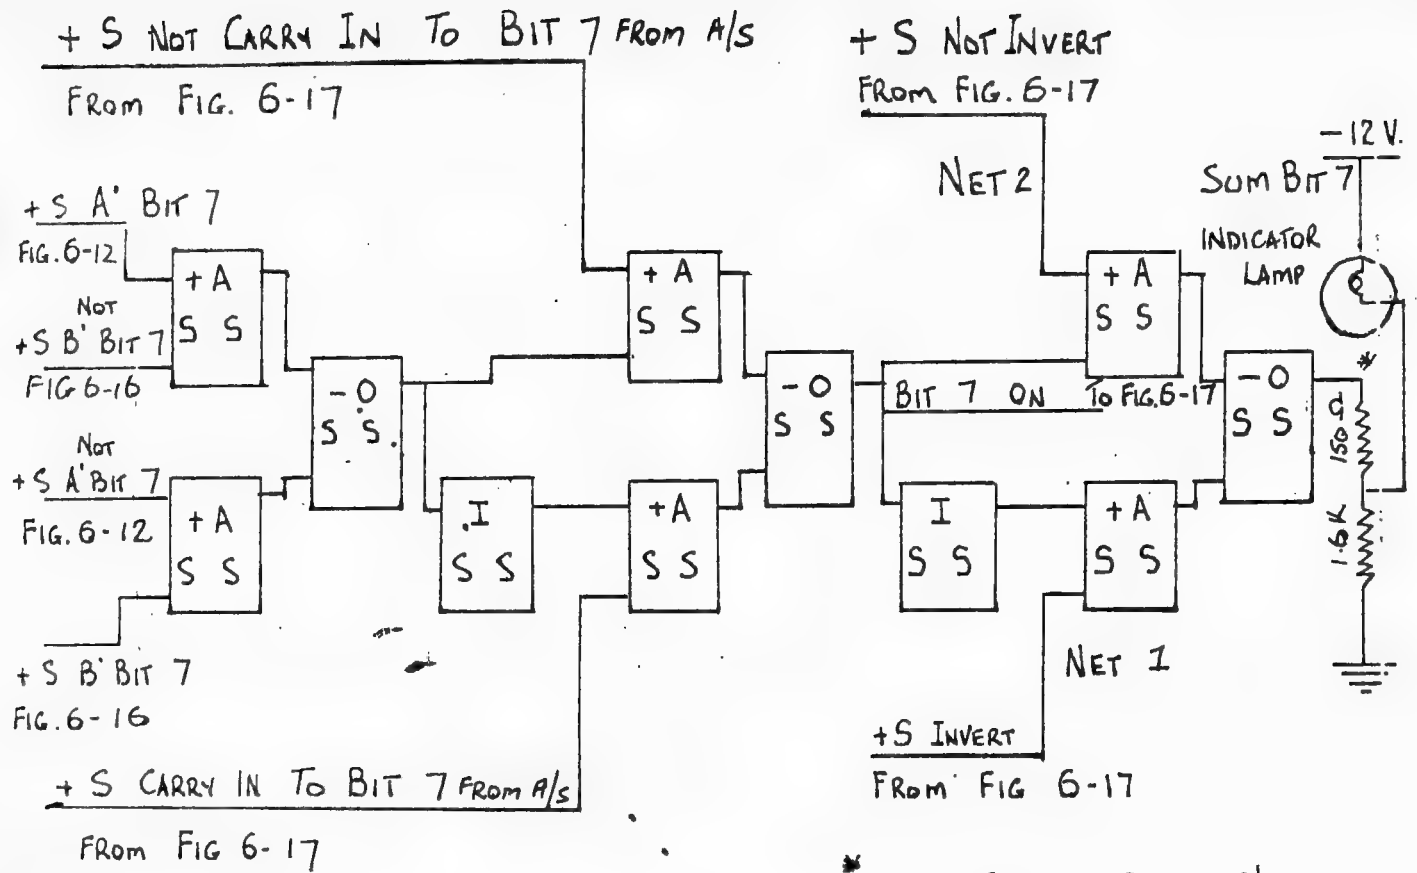 + S NOT CARRY IN TO BIT 7 FROM A/S
FROM FIG. 6-17
+ S NOT INVERT
FROM FIG. 6-17
NET 2
-12 V.
SUM BIT 7
INDICATOR
LAMP
+ S A' BIT 7
FIG. 6-12
NOT
+S B' BIT 7
FIG 6-16
+ A
S S
NOT
+ S A' BIT 7
FIG. 6-12
+ A
S S
+ S B' BIT 7
FIG. 6-16
- O
S S.
.I
S S
+ A
S S
+A
S S
- O
S S
BIT 7 ON TO FIG. 6-17
I
S S
+ A
S S
+ A
S S
- O
S S
*
150 Ω
1.6K
NET 1
+S INVERT
FROM FIG 6-17
+ S CARRY IN TO BIT 7 FROM A/S
FROM FIG 6-17
*